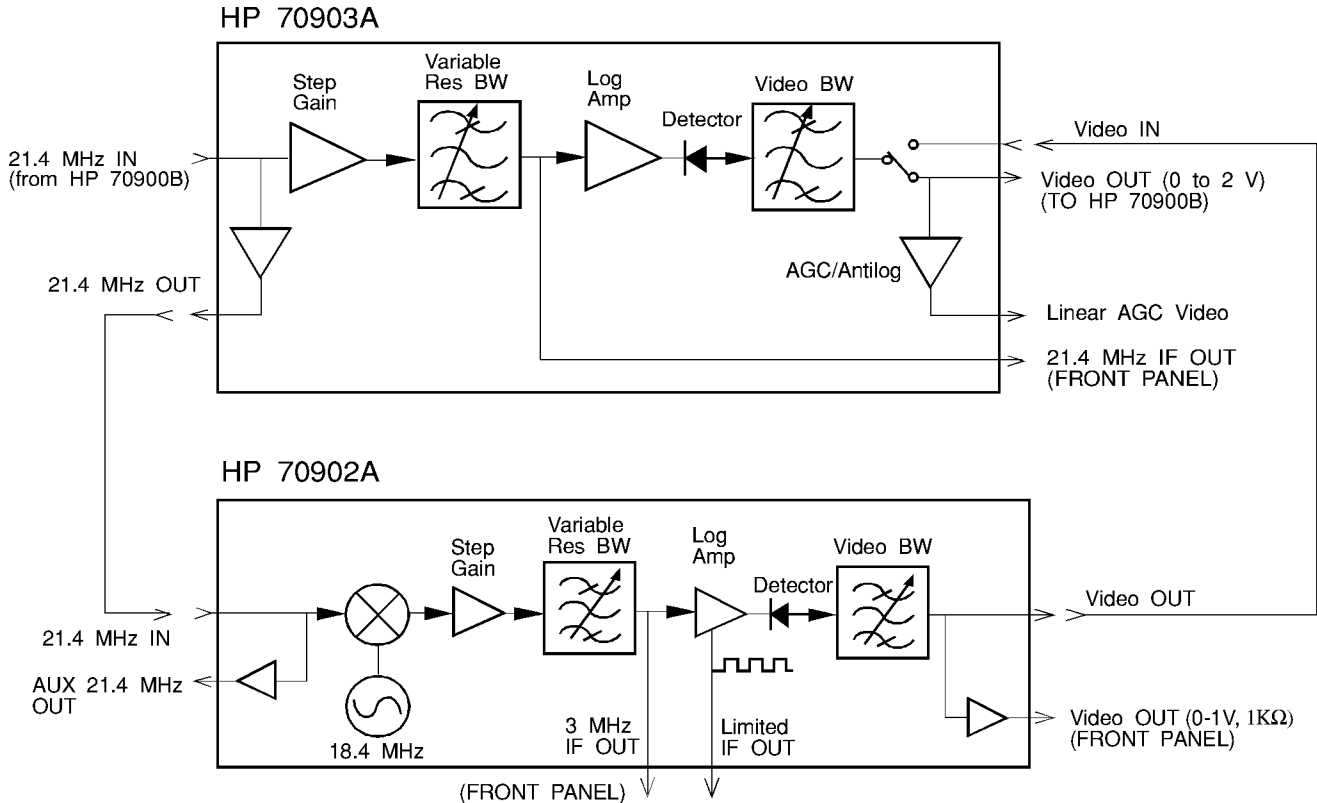 HP 70903A
Step
Gain
Variable
Res BW
Log
Amp
Detector
Video BW
21.4 MHz IN
(from HP 70900B)
Video IN
Video OUT (0 to 2 V)
(TO HP 70900B)
AGC/Antilog
21.4 MHz OUT
Linear AGC Video
21.4 MHz IF OUT
(FRONT PANEL)
HP 70902A
Step
Gain
Variable
Res BW
Log
Amp
Detector
Video BW
21.4 MHz IN
Video OUT
AUX 21.4 MHz
OUT
18.4 MHz
3 MHz
IF OUT
Limited
IF OUT
Video OUT (0-1V, 1KΩ)
(FRONT PANEL)
(FRONT PANEL)